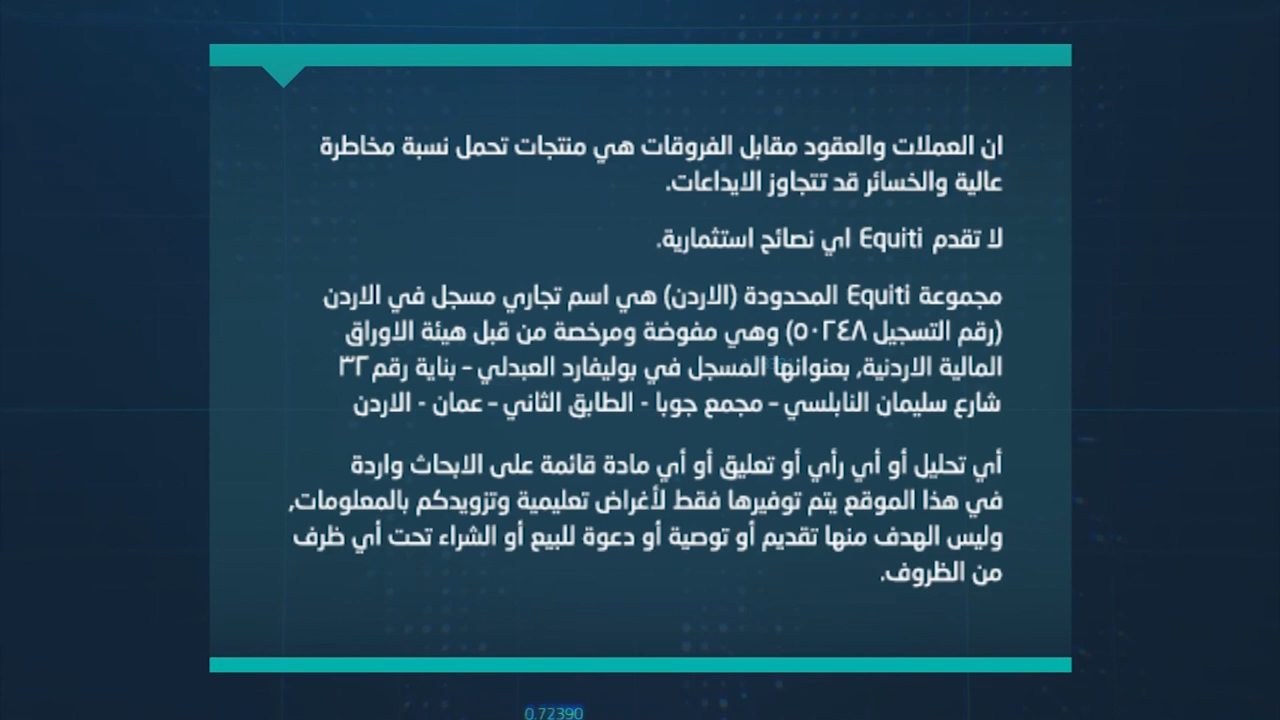 ان العملات والعقود مقابل الفروقات هي منتجات تحمل نسبة مخاطرة
عالية والخسائر قد تتجاوز الايداعات.
لا تقدم Equiti اي نصائح استثمارية.
مجموعة Equiti المحدودة (الاردن) هي اسم تجاري مسجل في الاردن
(رقم التسجيل ٥٠٢٤٨) وهي مفوضة ومرخصة من قبل هيئة الاوراق
المالية الاردنية, بعنوانها المسجل في بوليفارد العبدلي - بناية رقم ٣٢
شارع سليمان النابلسي - مجمع جوبا - الطابق الثاني - عمان - الاردن
أي تحليل أو أي رأي أو تعليق أو أي مادة قائمة على الابحاث واردة
في هذا الموقع يتم توفيرها فقط لأغراض تعليمية وتزويدكم بالمعلومات,
وليس الهدف منها تقديم أو توصية أو دعوة للبيع أو الشراء تحت أي ظرف
من الظروف.
0.72390